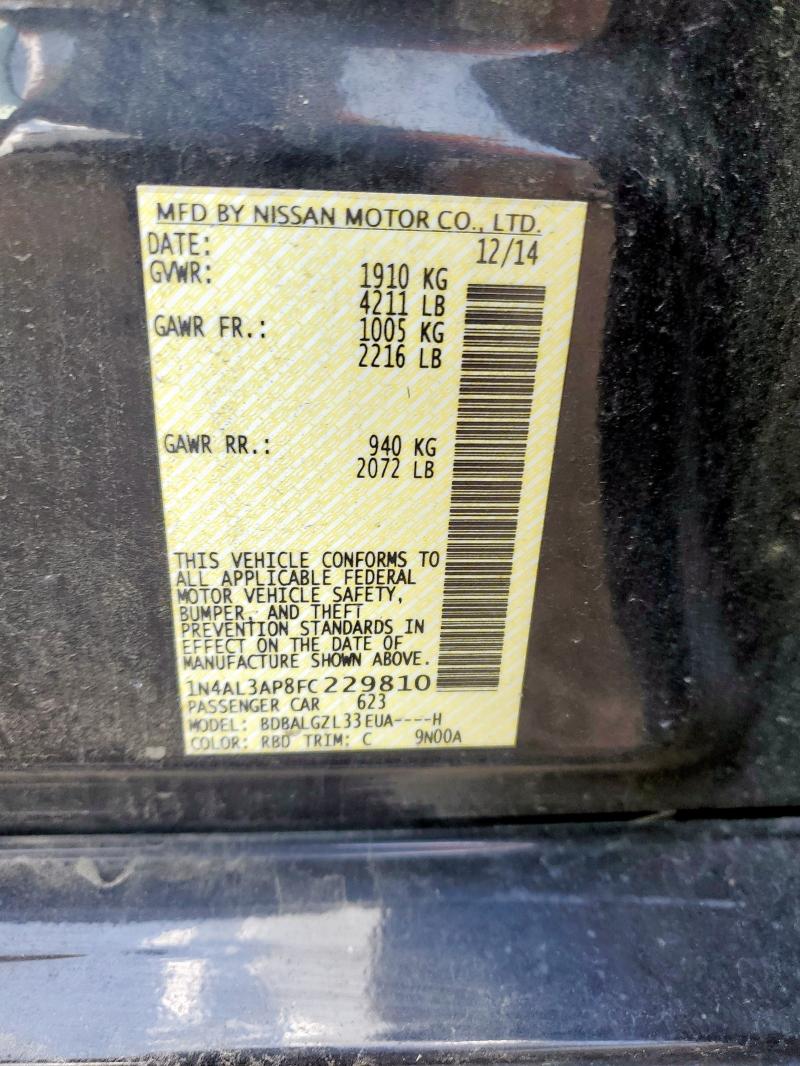 MFD BY NISSAN MOTOR CO., LTD.
DATE: 12/14
GVWR: 1910 KG
4211 LB
GAWR FR.: 1005 KG
2216 LB
GAWR RR.: 940 KG
2072 LB
THIS VEHICLE CONFORMS TO
ALL APPLICABLE FEDERAL
MOTOR VEHICLE SAFETY,
BUMPER, AND THEFT
PREVENTION STANDARDS IN
EFFECT ON THE DATE OF
MANUFACTURE SHOWN ABOVE.
1N4AL3AP8FC229810
PASSENGER CAR 623
MODEL: BDBALGZL33EUA----H
COLOR: RBD TRIM: C 9N00A